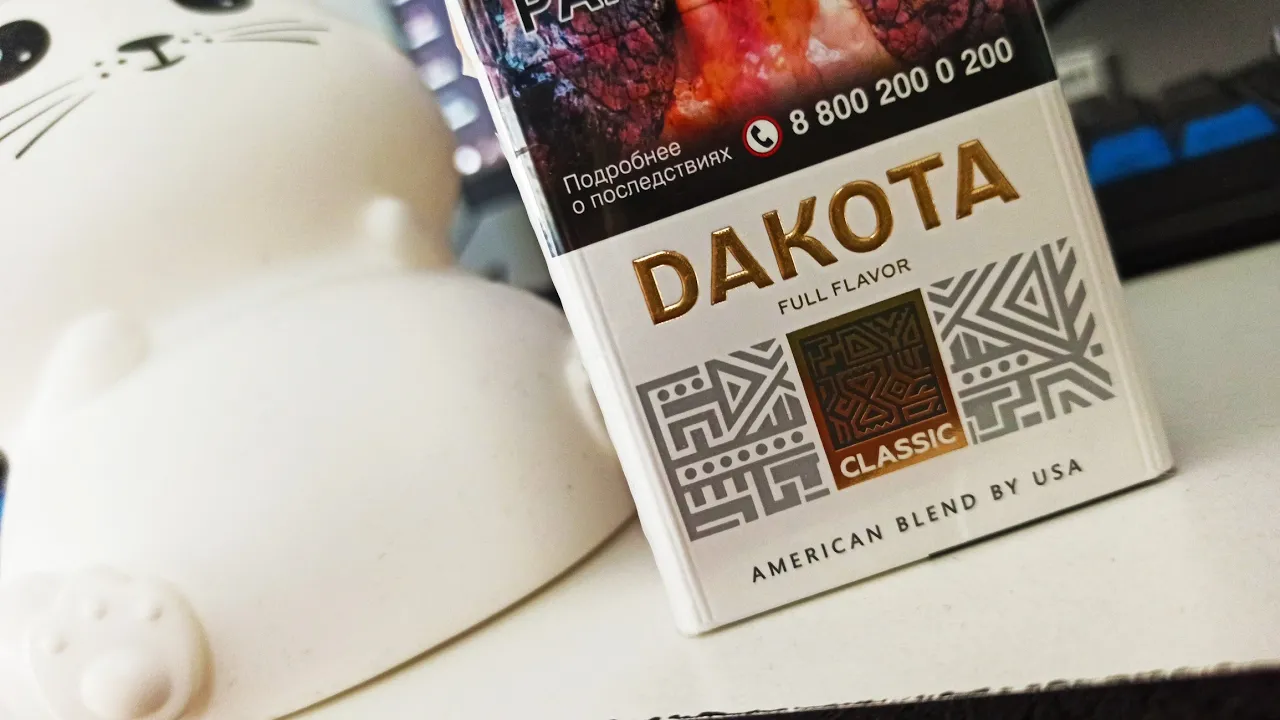 8 800 200 0 200
Подробнее
о последствиях
DAKOTA
FULL FLAVOR
CLASSIC
AMERICAN BLEND BY USA